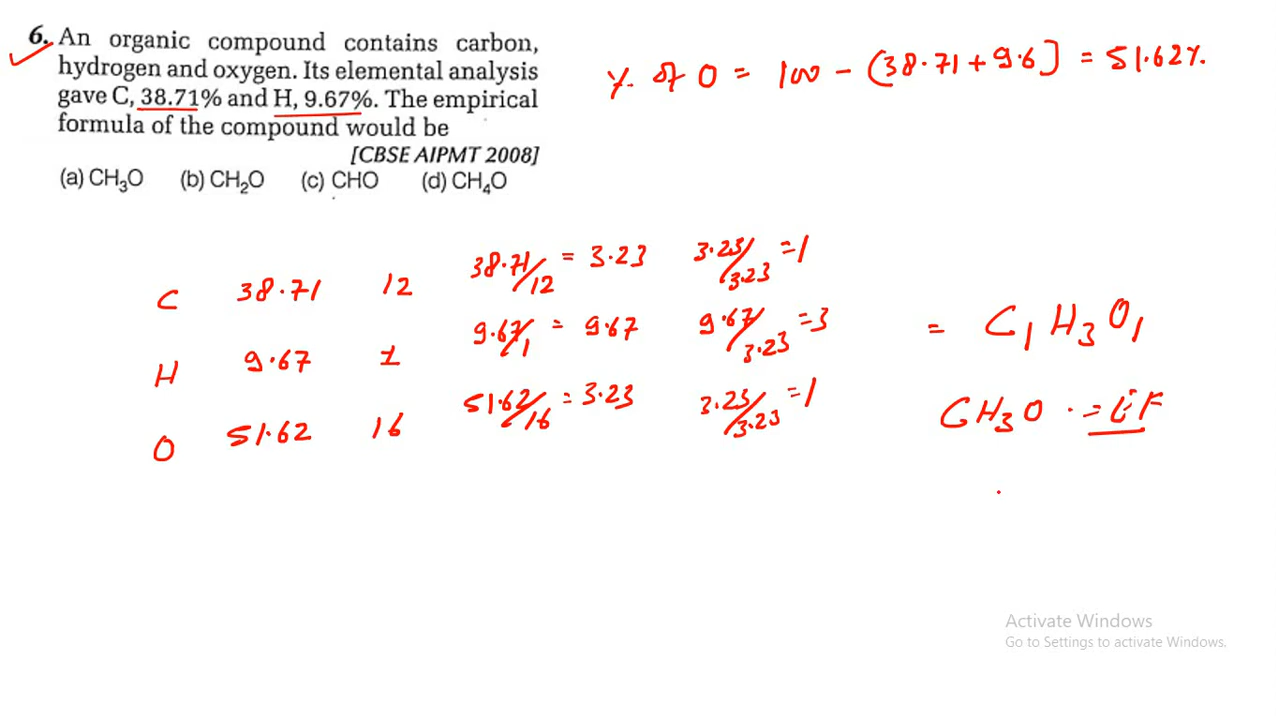 6. An organic compound contains carbon,
hydrogen and oxygen. Its elemental analysis
gave C, 38.71% and H, 9.67%. The empirical
formula of the compound would be
[CBSE AIPMT 2008]
(a) CH₃O (b) CH₂O (c) CHO (d) CH₄O
% of O = 100 - (38.71 + 9.6] = 51.62%.
C 38.71 12 38.71/12 = 3.23 3.23/3.23 = 1
H 9.67 1 9.67/1 = 9.67 9.67/3.23 = 3
O 51.62 16 51.62/16 = 3.23 3.23/3.23 = 1
= C₁H₃O₁
CH₃O = EF
Activate Windows
Go to Settings to activate Windows.